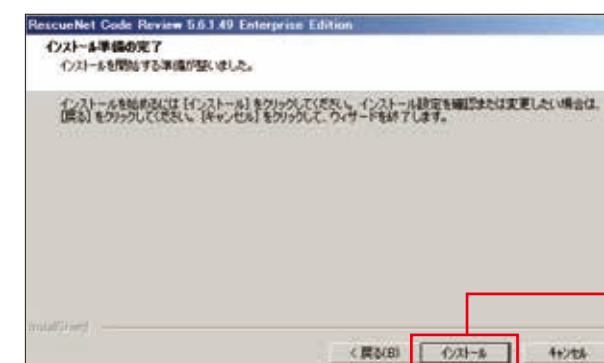 RescueNet Code Review 5.6.1.49 Enterprise Edition
インストール準備の完了
インストールを開始する準備が整いました。
インストールを始めるには [インストール] をクリックしてください。インストール設定を確認または変更したい場合は、
[戻る] をクリックしてください。[キャンセル] をクリックして、ウィザードを終了します。
InstallShield
< 戻る(B)
インストール
キャンセル